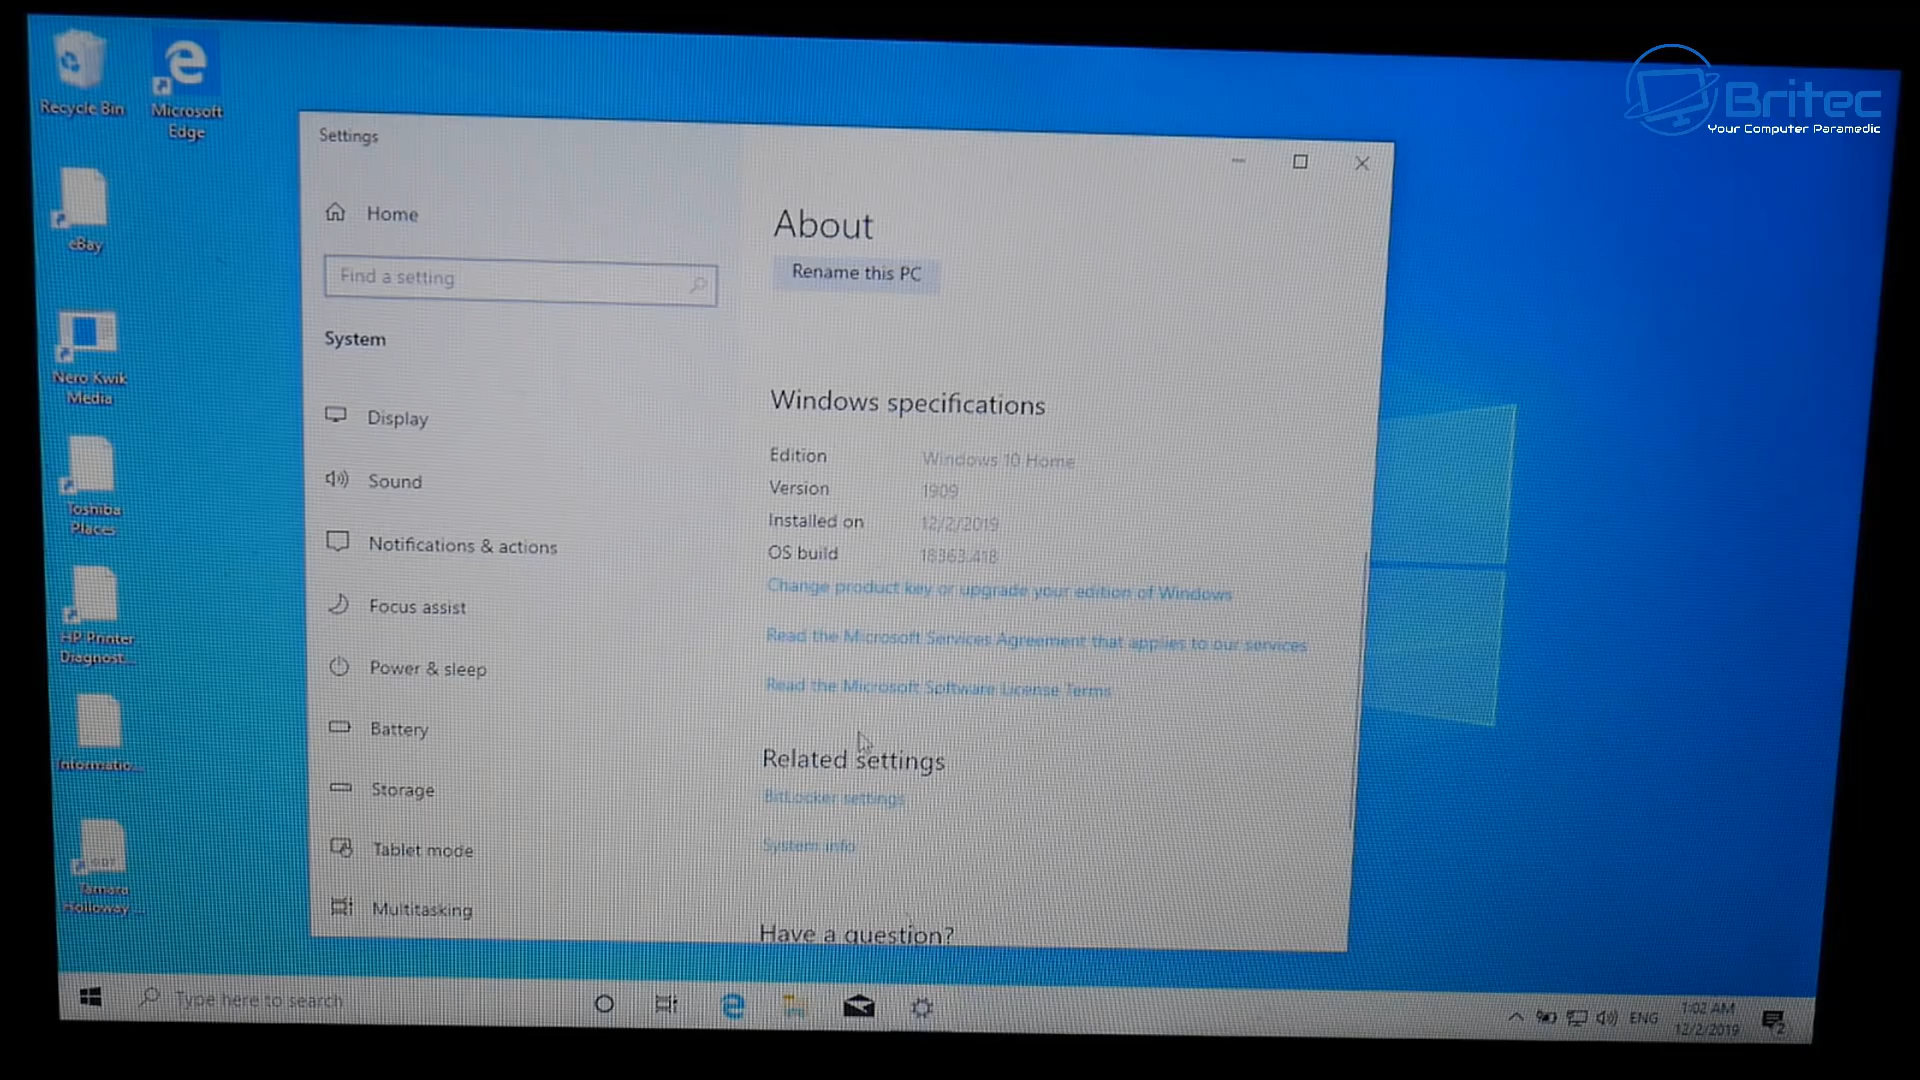 Recycle Bin
Microsoft
Edge
eBay
Nero Kwik
Media
Toshiba
Places
HP Printer
Diagnost...
Informatio...
Tamara
Holloway ...
Britec
Your Computer Paramedic
Settings
Home
Find a setting
System
Display
Sound
Notifications & actions
Focus assist
Power & sleep
Battery
Storage
Tablet mode
Multitasking
About
Rename this PC
Windows specifications
Edition Windows 10 Home
Version 1909
Installed on 12/2/2019
OS build 18363.418
Change product key or upgrade your edition of Windows
Read the Microsoft Services Agreement that applies to our services
Read the Microsoft Software License Terms
Related settings
BitLocker settings
System info
Have a question?
Type here to search
ENG
1:02 AM
12/2/2019
2